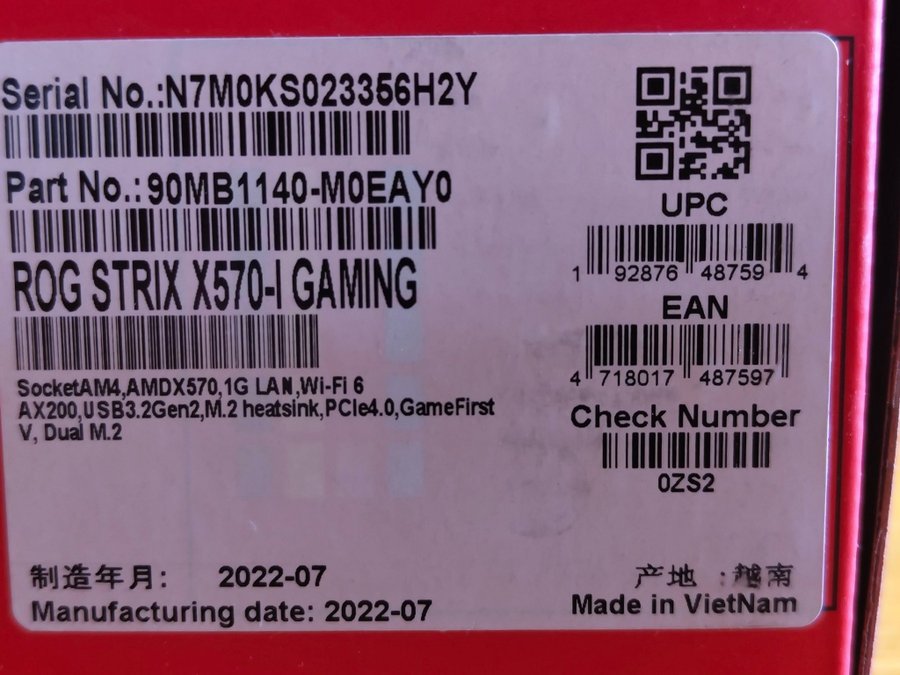 Serial No.:N7M0KS023356H2Y
Part No.:90MB1140-M0EAY0
ROG STRIX X570-I GAMING
SocketAM4,AMDX570,1G LAN,Wi-Fi 6
AX200,USB3.2Gen2,M.2 heatsink,PCIe4.0,GameFirst
V, Dual M.2
UPC
1 92876 48759 4
EAN
4 718017 487597
Check Number
0ZS2
制造年月: 2022-07
Manufacturing date: 2022-07
产地 :越南
Made in VietNam